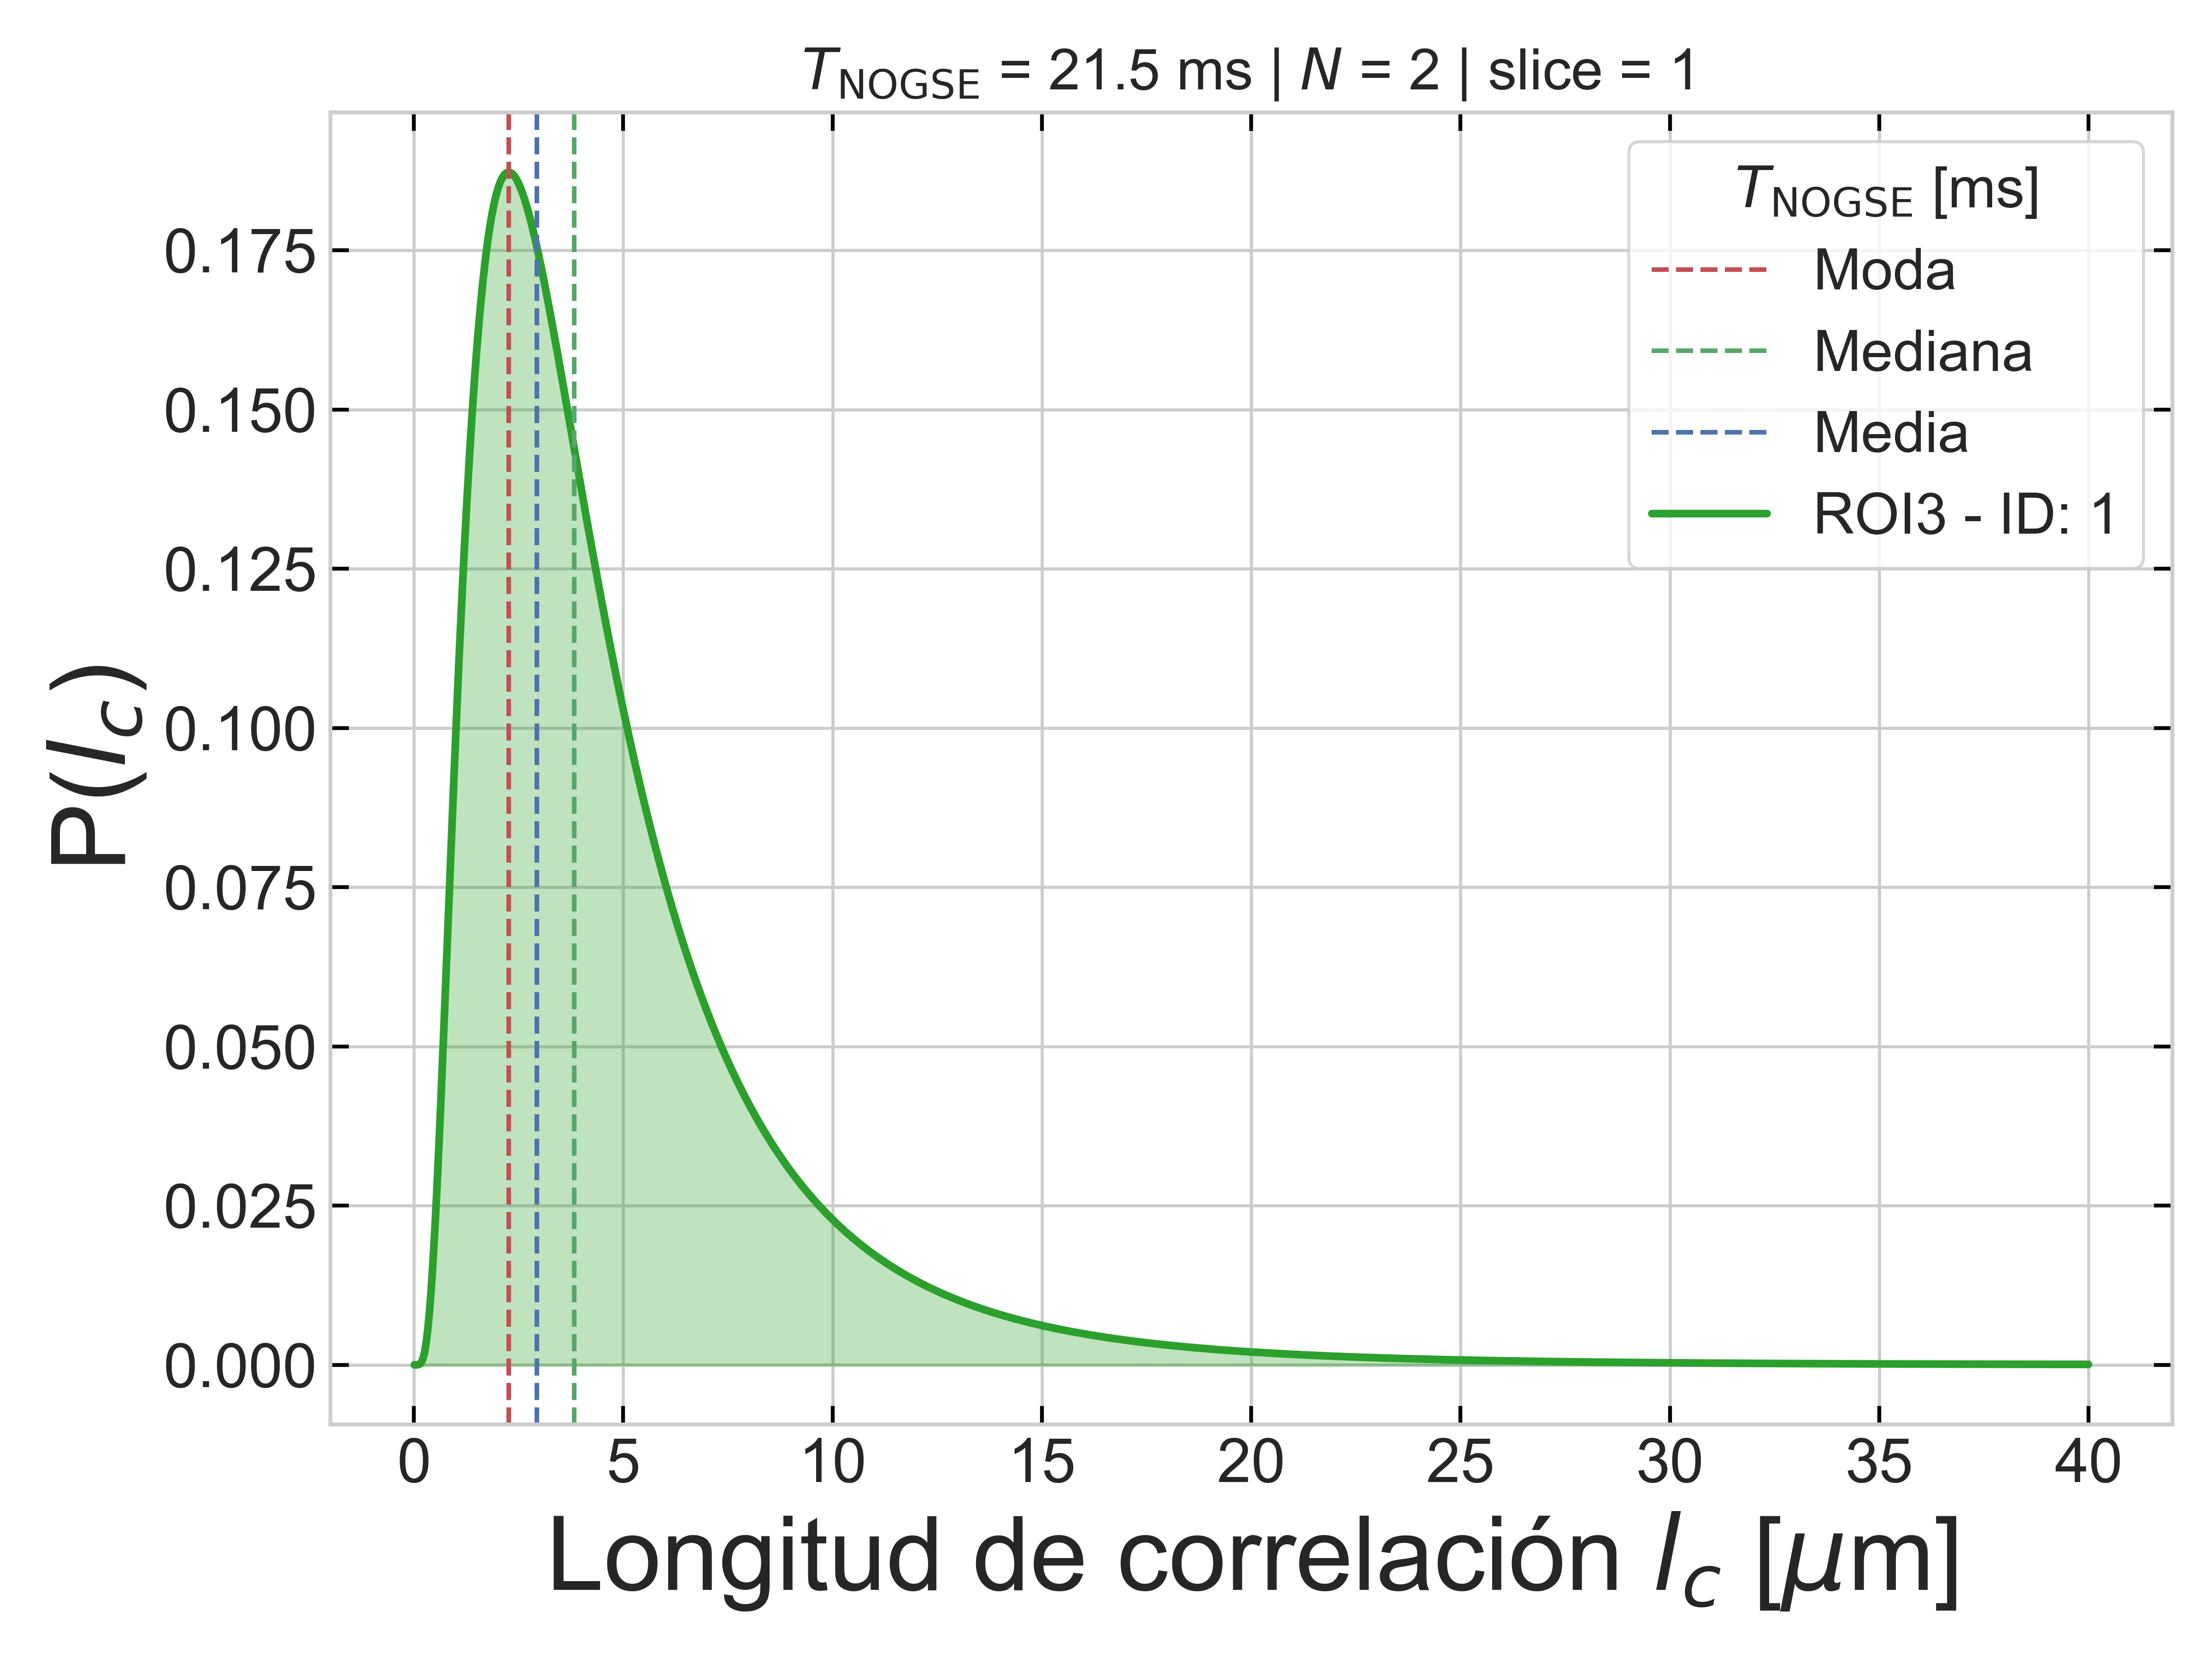 T_NOGSE = 21.5 ms | N = 2 | slice = 1
T_NOGSE [ms]
Moda
Mediana
Media
ROI3 - ID: 1
P(l_c)
0.175
0.150
0.125
0.100
0.075
0.050
0.025
0.000
0 5 10 15 20 25 30 35 40
Longitud de correlación l_c [μm]